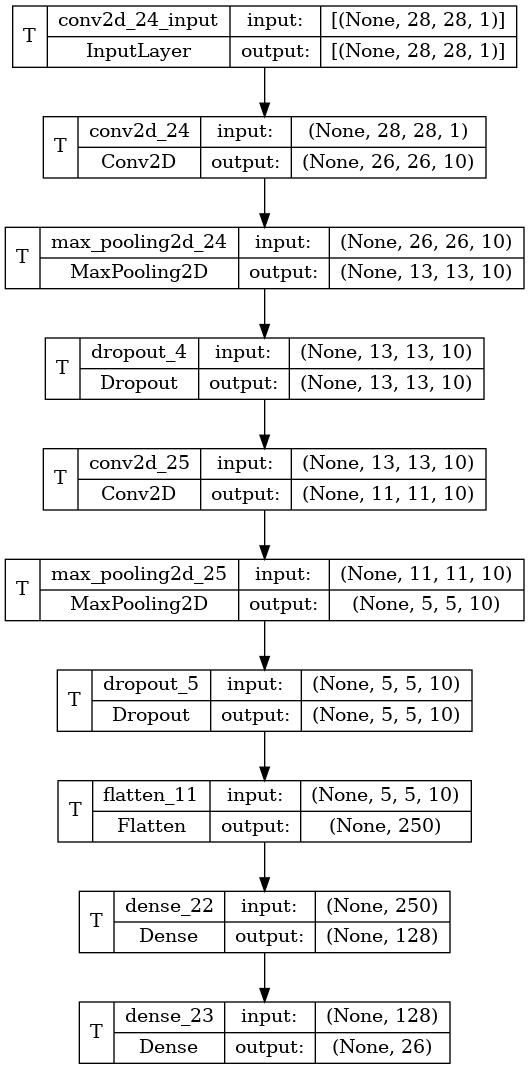 T conv2d_24_input input: [(None, 28, 28, 1)]
InputLayer output: [(None, 28, 28, 1)]
T conv2d_24 input: (None, 28, 28, 1)
Conv2D output: (None, 26, 26, 10)
T max_pooling2d_24 input: (None, 26, 26, 10)
MaxPooling2D output: (None, 13, 13, 10)
T dropout_4 input: (None, 13, 13, 10)
Dropout output: (None, 13, 13, 10)
T conv2d_25 input: (None, 13, 13, 10)
Conv2D output: (None, 11, 11, 10)
T max_pooling2d_25 input: (None, 11, 11, 10)
MaxPooling2D output: (None, 5, 5, 10)
T dropout_5 input: (None, 5, 5, 10)
Dropout output: (None, 5, 5, 10)
T flatten_11 input: (None, 5, 5, 10)
Flatten output: (None, 250)
T dense_22 input: (None, 250)
Dense output: (None, 128)
T dense_23 input: (None, 128)
Dense output: (None, 26)